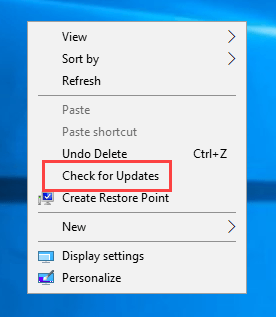 View
Sort by
Refresh
Paste
Paste shortcut
Undo Delete Ctrl+Z
Check for Updates
Create Restore Point
New
Display settings
Personalize